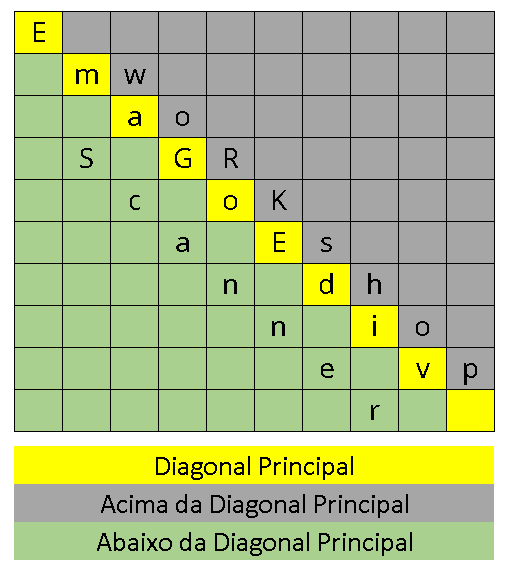 E
m w
a o
S G R
c o K
a E s
n d h
n i o
e v p
r
Diagonal Principal
Acima da Diagonal Principal
Abaixo da Diagonal Principal